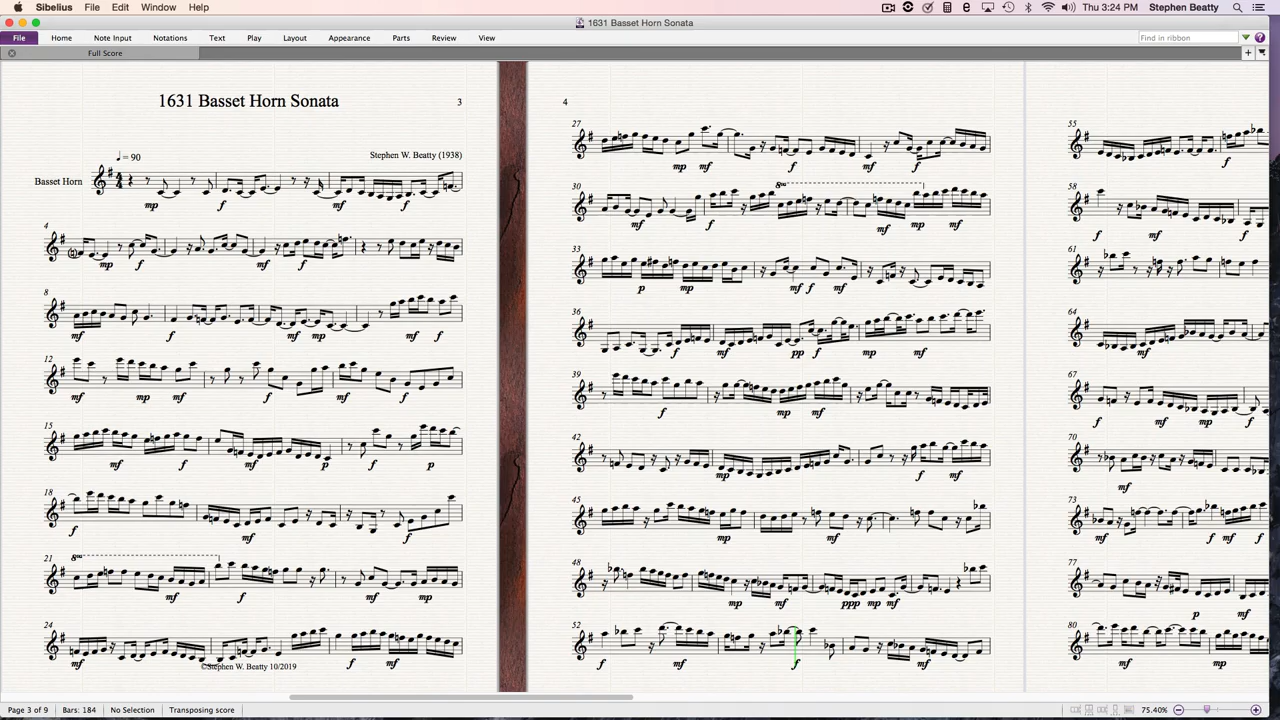 Sibelius File Edit Window Help Thu 3:24 PM Stephen Beatty
1631 Basset Horn Sonata
File Home Note Input Notations Text Play Layout Appearance Parts Review View Find in ribbon
Full Score
1631 Basset Horn Sonata 3
= 90 Stephen W. Beatty (1938)
Basset Horn
mp f mf f
4
mp f mf f
8
mf f mf mp mf f
12
mf mp mf f mf f
15
mf f mf p f p
18
f mf f
21
8va
mf f mf mp
24
mf mf f mf
©Stephen W. Beatty 10/2019
4
27
mp mf f mf f
30
8va
mf f mf mp mf
33
p mp mf f mf
36
f mf pp f mp mf
39
f mp mf
42
mp f mf
45
mp mf
48
mp mf ppp mp mf
52
f mf f mf
55
f
58
f mf f
61
64
mf
67
f mf mp f
70
mf
73
mf f mf f
77
p mf
80
mf mp
Page 3 of 9 Bars: 184 No Selection Transposing score 75.40%